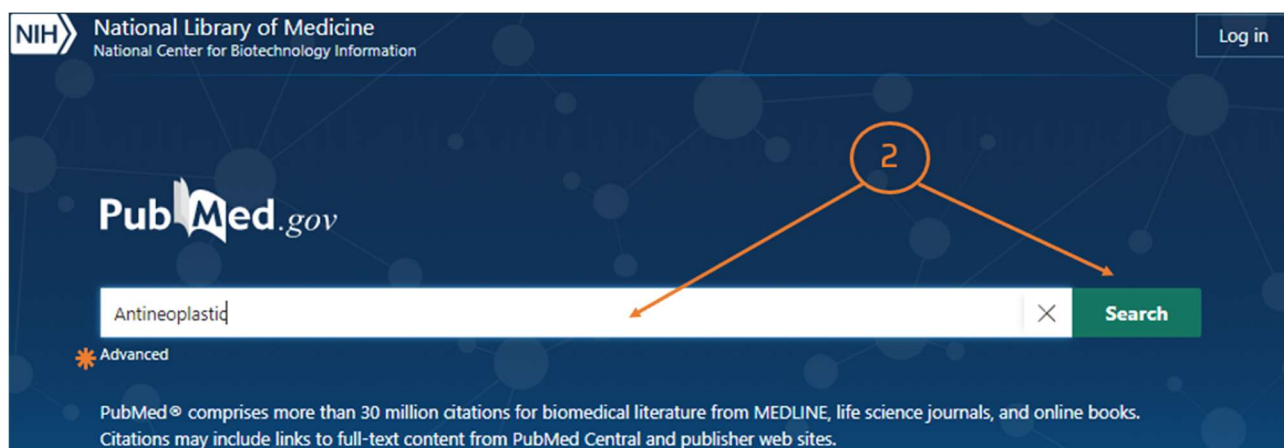 NIH
National Library of Medicine
National Center for Biotechnology Information
Log in
2
PubMed.gov
Antineoplastic
Search
Advanced
PubMed® comprises more than 30 million citations for biomedical literature from MEDLINE, life science journals, and online books.
Citations may include links to full-text content from PubMed Central and publisher web sites.